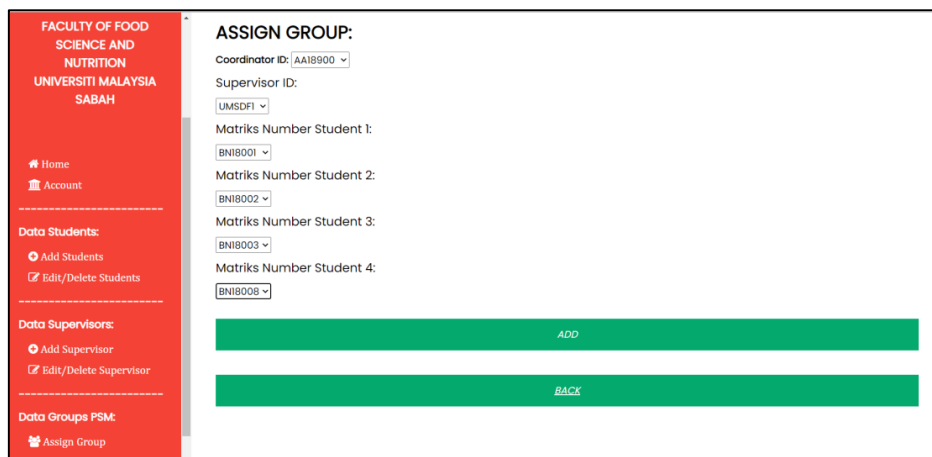 FACULTY OF FOOD
SCIENCE AND
NUTRITION
UNIVERSITI MALAYSIA
SABAH
Home
Account
------------------------
Data Students:
Add Students
Edit/Delete Students
------------------------
Data Supervisors:
Add Supervisor
Edit/Delete Supervisor
------------------------
Data Groups PSM:
Assign Group
ASSIGN GROUP:
Coordinator ID: AA18900
Supervisor ID:
UMSDF1
Matriks Number Student 1:
BN18001
Matriks Number Student 2:
BN18002
Matriks Number Student 3:
BN18003
Matriks Number Student 4:
BN18008
ADD
BACK